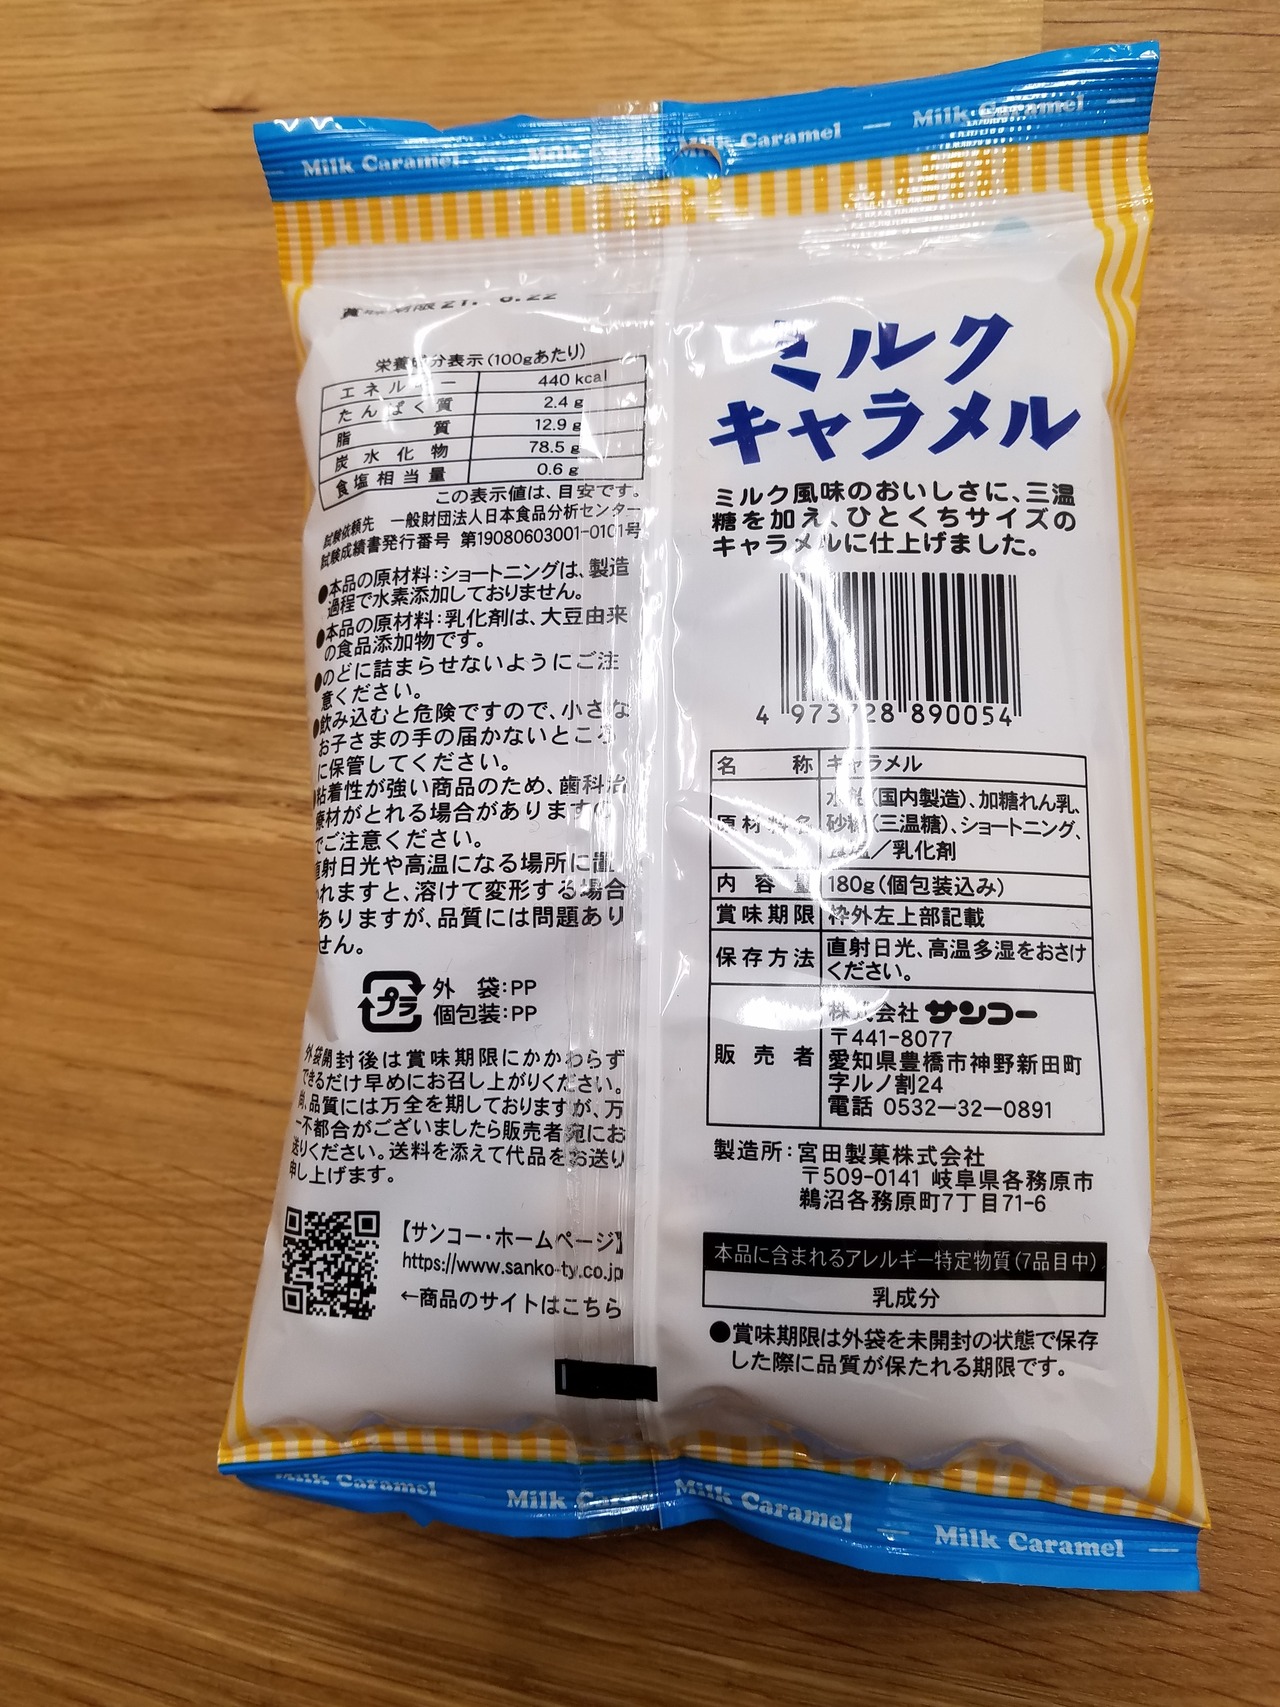 Milk Caramel
Milk Caramel — Milk Caramel —
賞味期限21. 6.22
栄養成分表示(100gあたり)
エネルギー 440 kcal
たんぱく質 2.4 g
脂質 12.9 g
炭水化物 78.5 g
食塩相当量 0.6 g
この表示値は、目安です。
試験依頼先 一般財団法人日本食品分析センター
試験成績書発行番号 第19080603001-0101号
●本品の原材料:ショートニングは、製造
過程で水素添加しておりません。
●本品の原材料:乳化剤は、大豆由来
の食品添加物です。
●のどに詰まらせないようにご注
意ください。
●飲み込むと危険ですので、小さな
お子さまの手の届かないところ
に保管してください。
●粘着性が強い商品のため、歯科治
療材がとれる場合がありますの
でご注意ください。
直射日光や高温になる場所に置
かれますと、溶けて変形する場合
ありますが、品質には問題あり
せん。
プラ
外袋:PP
個包装:PP
外袋開封後は賞味期限にかかわらず
できるだけ早めにお召し上がりください。
尚、品質には万全を期しておりますが、万
一不都合がございましたら販売者宛にお
送りください。送料を添えて代品をお送り
申し上げます。
【サンコー・ホームページ】
https://www.sanko-ty.co.jp
←商品のサイトはこちら
ミルク
キャラメル
ミルク風味のおいしさに、三温
糖を加え、ひとくちサイズの
キャラメルに仕上げました。
4 973728 890054
名称 キャラメル
原材料名 水飴(国内製造)、加糖れん乳、
砂糖(三温糖)、ショートニング、
食塩/乳化剤
内容量 180g(個包装込み)
賞味期限 枠外左上部記載
保存方法 直射日光、高温多湿をおさけ
ください。
販売者 株式会社 サンコー
〒441-8077
愛知県豊橋市神野新田町
字ルノ割24
電話 0532-32-0891
製造所:宮田製菓株式会社
〒509-0141 岐阜県各務原市
鵜沼各務原町7丁目71-6
本品に含まれるアレルギー特定物質(7品目中)
乳成分
●賞味期限は外袋を未開封の状態で保存
した際に品質が保たれる期限です。
Milk Caramel
Milk Caramel — Milk Caramel —